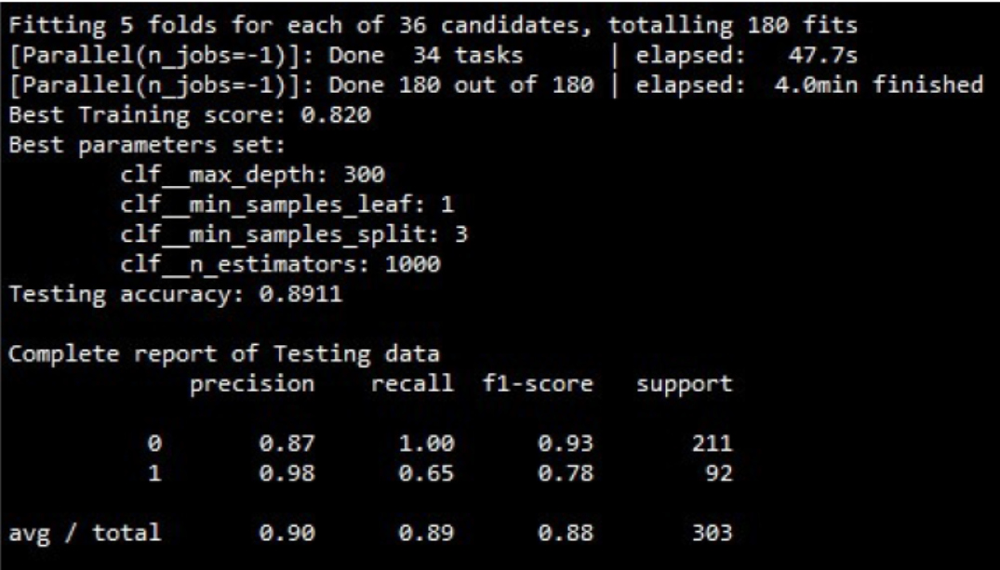 Fitting 5 folds for each of 36 candidates, totalling 180 fits
[Parallel(n_jobs=-1)]: Done  34 tasks      | elapsed:   47.7s
[Parallel(n_jobs=-1)]: Done 180 out of 180 | elapsed:  4.0min finished
Best Training score: 0.820
Best parameters set:
        clf__max_depth: 300
        clf__min_samples_leaf: 1
        clf__min_samples_split: 3
        clf__n_estimators: 1000
Testing accuracy: 0.8911
Complete report of Testing data
             precision    recall  f1-score   support
          0       0.87      1.00      0.93       211
          1       0.98      0.65      0.78        92
avg / total       0.90      0.89      0.88       303